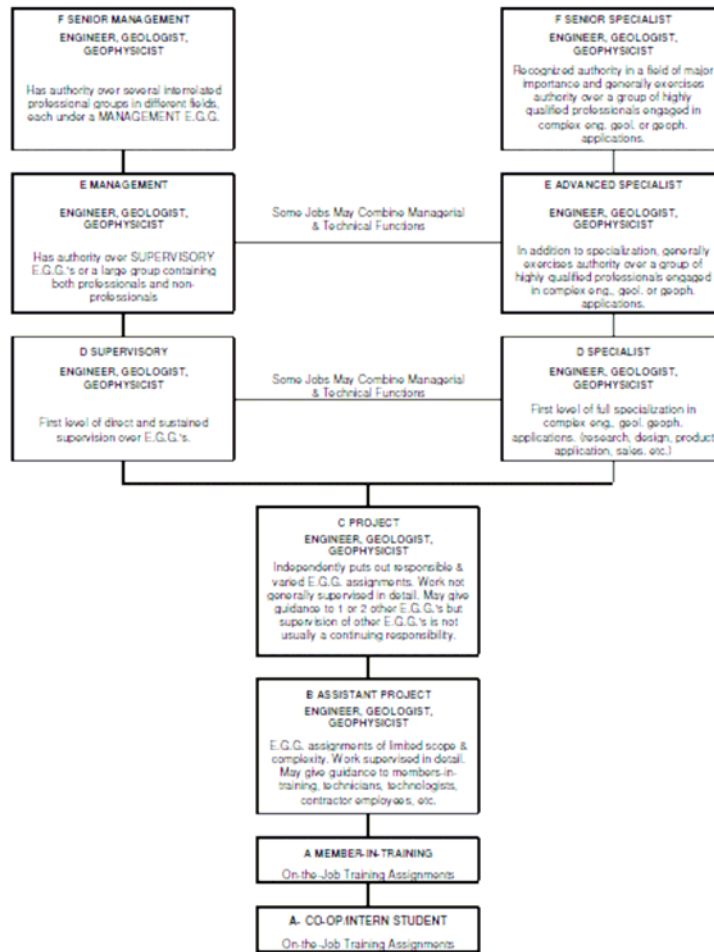 F SENIOR MANAGEMENT
ENGINEER, GEOLOGIST,
GEOPHYSICIST
Has authority over several interrelated
professional groups in different fields,
each under a MANAGEMENT E.G.G.
F SENIOR SPECIALIST
ENGINEER, GEOLOGIST,
GEOPHYSICIST
Recognized authority in a field of major
importance and generally exercises
authority over a group of highly
qualified professionals engaged in
complex eng. geol. or geoph.
applications.
E MANAGEMENT
ENGINEER, GEOLOGIST,
GEOPHYSICIST
Has authority over SUPERVISORY
E.G.G.'s or a large group containing
both professionals and non-
professionals
Some Jobs May Combine Managerial
& Technical Functions
E ADVANCED SPECIALIST
ENGINEER, GEOLOGIST,
GEOPHYSICIST
In addition to specialization, generally
exercises authority over a group of
highly qualified professionals engaged
in complex eng., geol. or geoph.
applications.
D SUPERVISORY
ENGINEER, GEOLOGIST,
GEOPHYSICIST
First level of direct and sustained
supervision over E.G.G.'s.
Some Jobs May Combine Managerial
& Technical Functions
D SPECIALIST
ENGINEER, GEOLOGIST,
GEOPHYSICIST
First level of full specialization in
complex eng., geol. geoph.
applications. (research, design, product
application, sales, etc.)
C PROJECT
ENGINEER, GEOLOGIST,
GEOPHYSICIST
Independently puts out responsible &
varied E.G.G. assignments. Work not
generally supervised in detail. May give
guidance to 1 or 2 other E.G.G.'s but
supervision of other E.G.G.'s is not
usually a continuing responsibility.
B ASSISTANT PROJECT
ENGINEER, GEOLOGIST,
GEOPHYSICIST
E.G.G. assignments of limited scope &
complexity. Work supervised in detail.
May give guidance to members-in-
training, technicians, technologists,
contractor employees, etc.
A MEMBER-IN-TRAINING
On-the-Job Training Assignments
A- CO-OP/INTERN STUDENT
On-the-Job Training Assignments